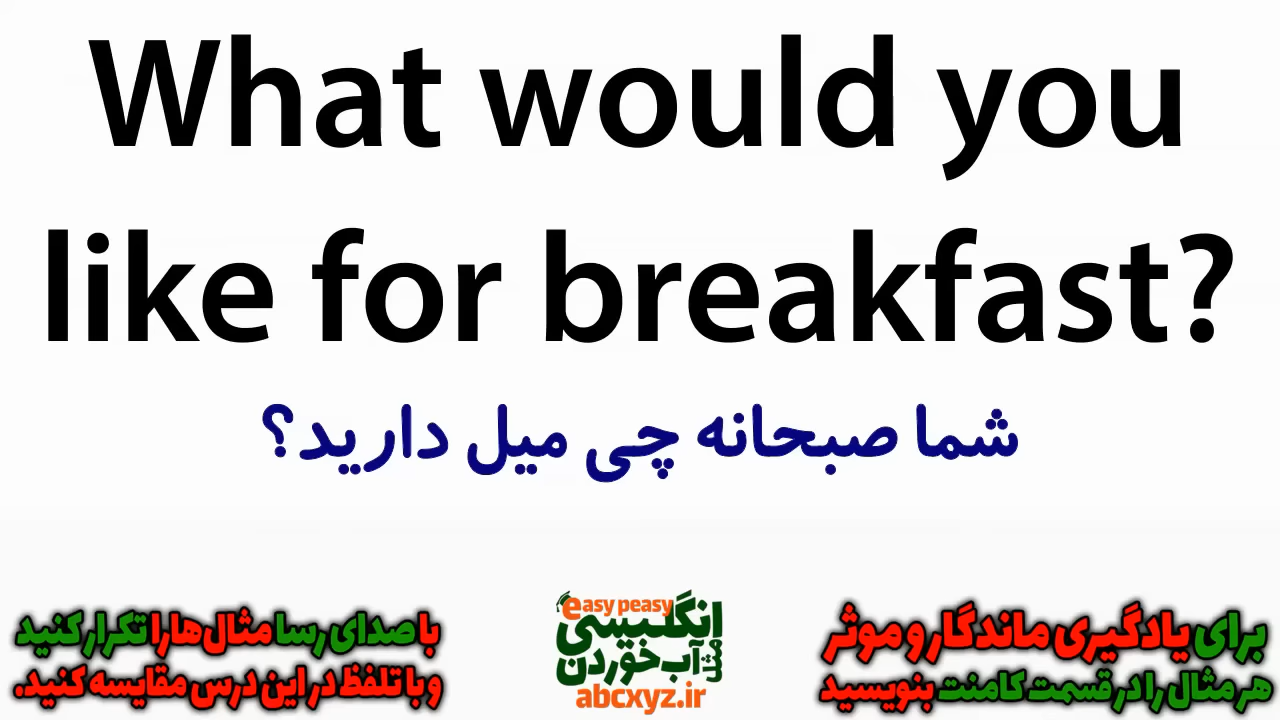 What would you
like for breakfast?
شما صبحانه چی میل دارید؟
برای یادگیری ماندگار و موثر
هر مثال را در قسمت کامنت بنویسید
easy peasy
انگلیسی
مثل آب خوردن
abcxyz.ir
با صدای رسا مثال‌ها را تکرار کنید
و با تلفظ در این درس مقایسه کنید.